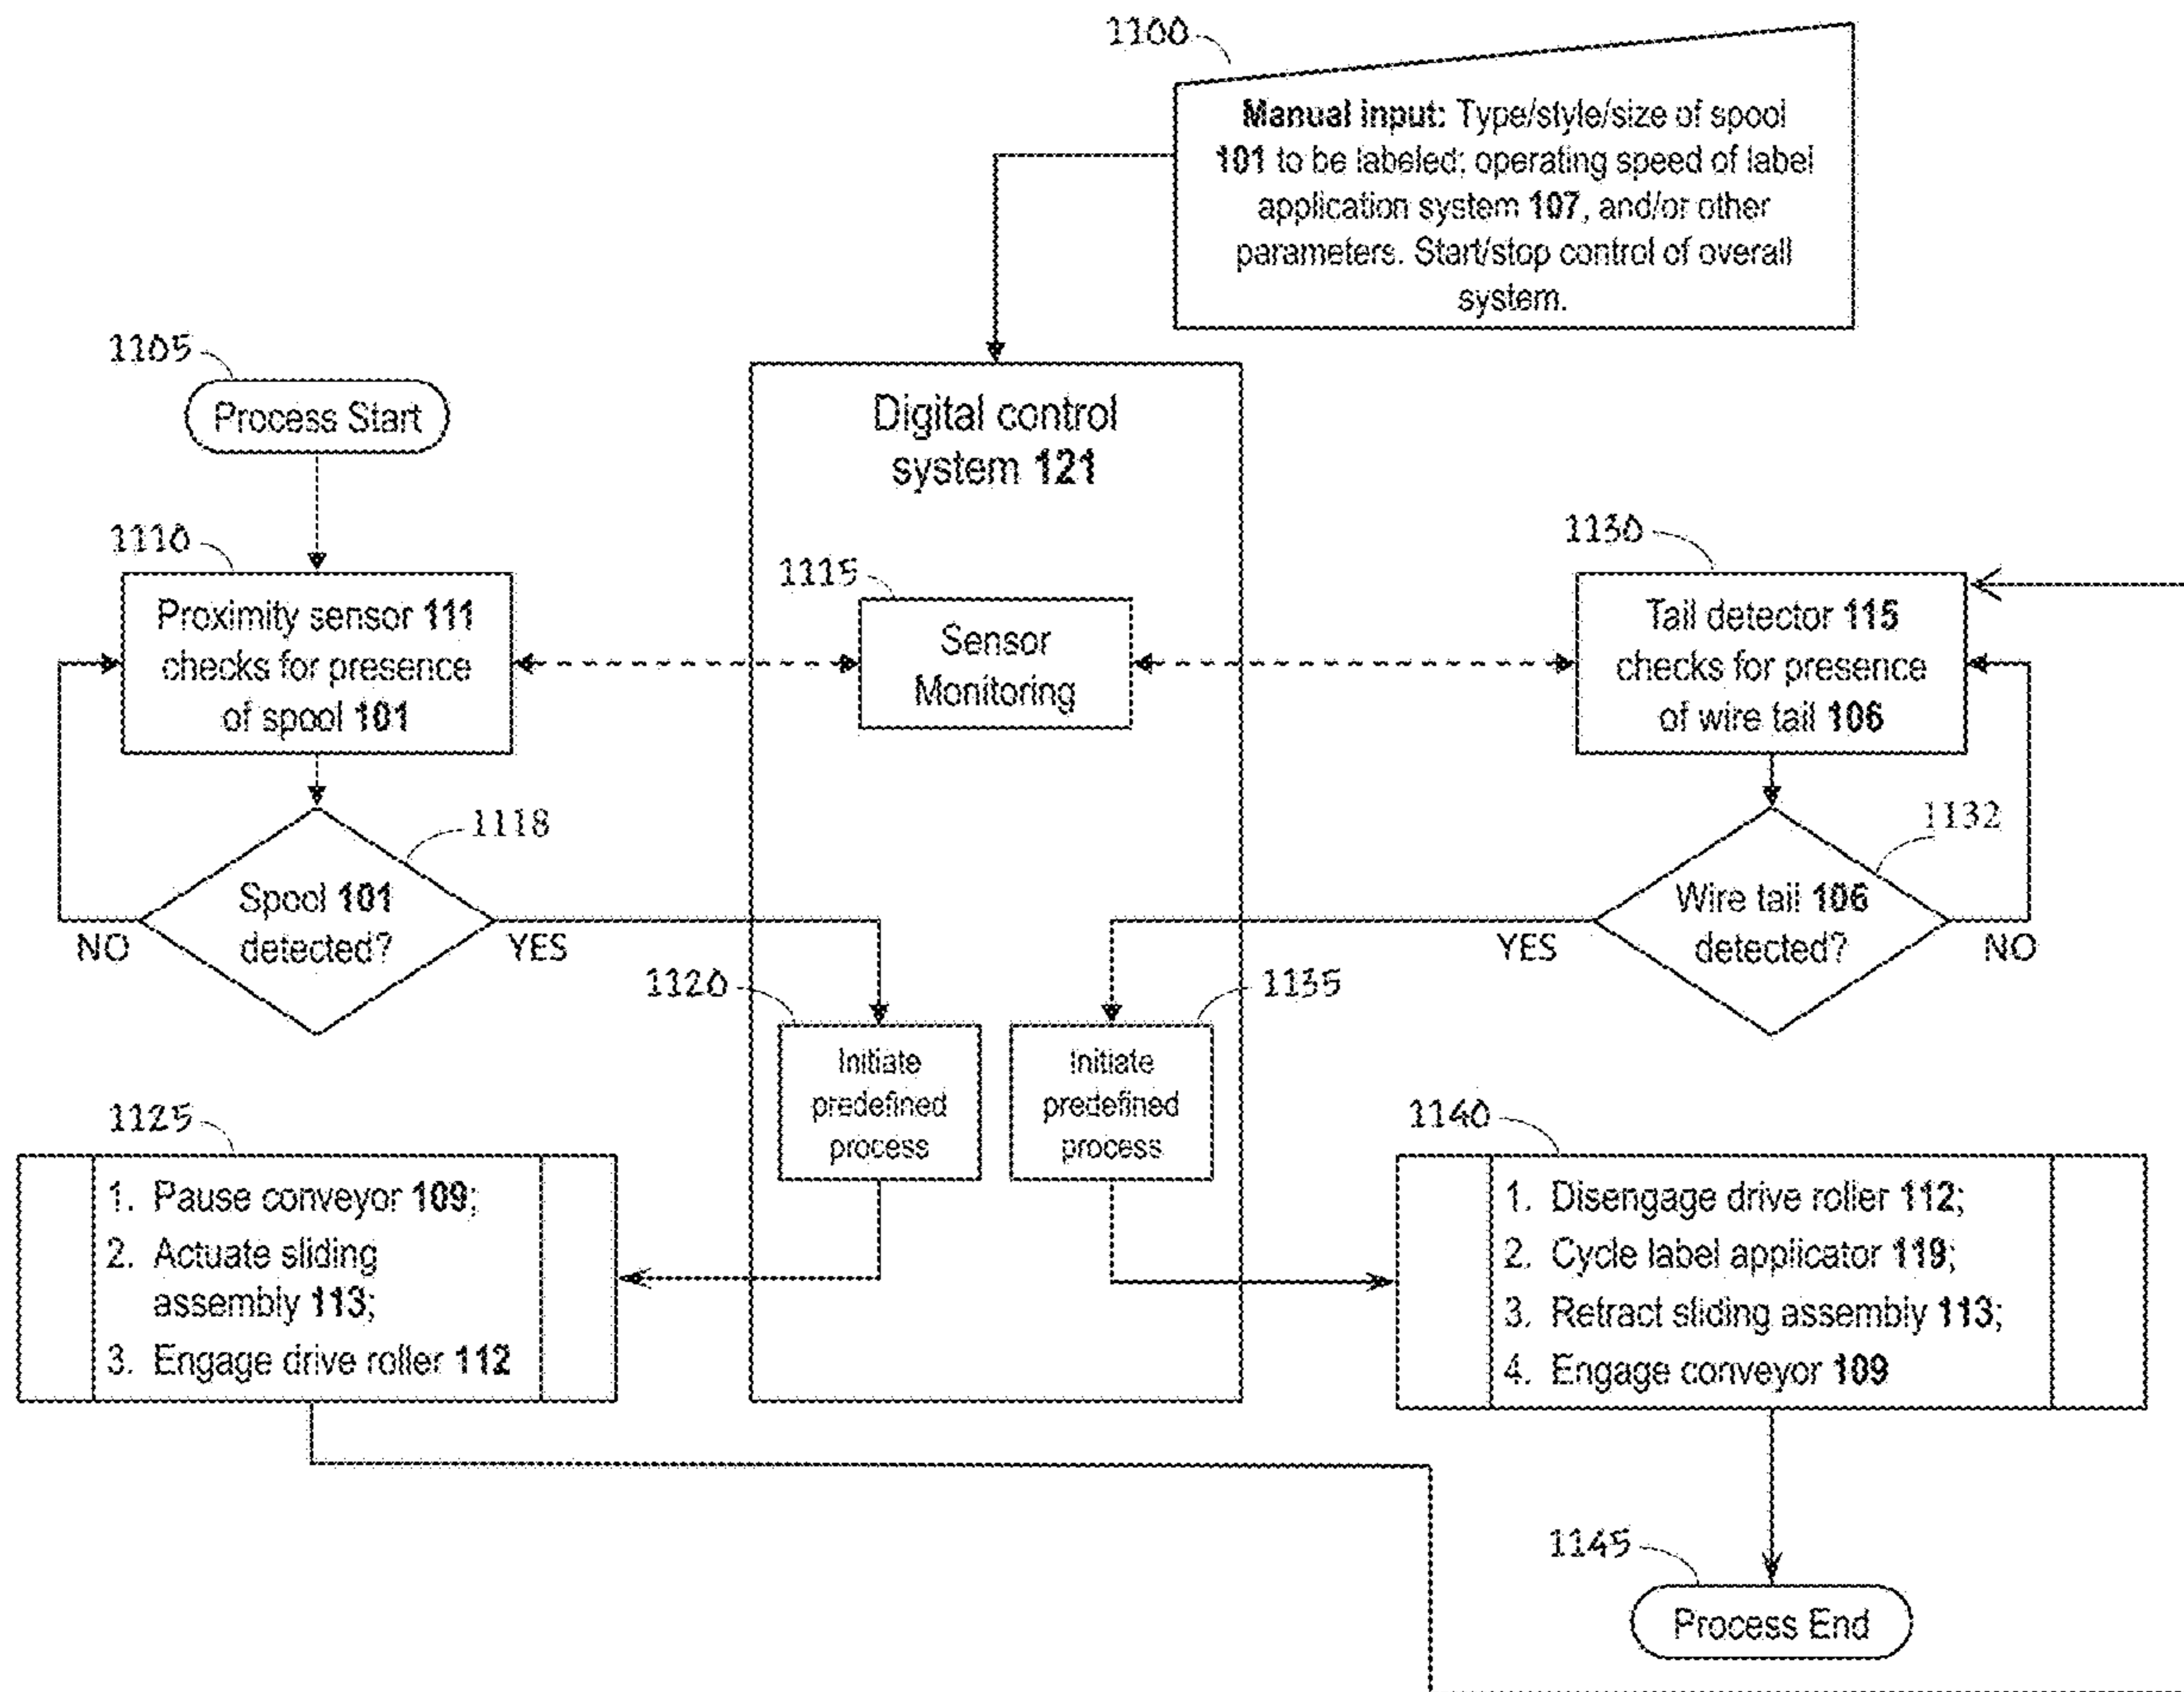 1100
Manual input: Type/style/size of spool
101 to be labeled; operating speed of label
application system 107, and/or other
parameters. Start/stop control of overall
system.
1105
Process Start
Digital control
system 121
1110
Proximity sensor 111
checks for presence
of spool 101
1115
Sensor
Monitoring
1130
Tail detector 115
checks for presence
of wire tail 106
1118
Spool 101
detected?
NO
YES
1132
Wire tail 106
detected?
YES
NO
1120
Initiate
predefined
process
1135
Initiate
predefined
process
1125
1. Pause conveyor 109;
2. Actuate sliding
assembly 113;
3. Engage drive roller 112
1140
1. Disengage drive roller 112;
2. Cycle label applicator 119;
3. Retract sliding assembly 113;
4. Engage conveyor 109
1145
Process End